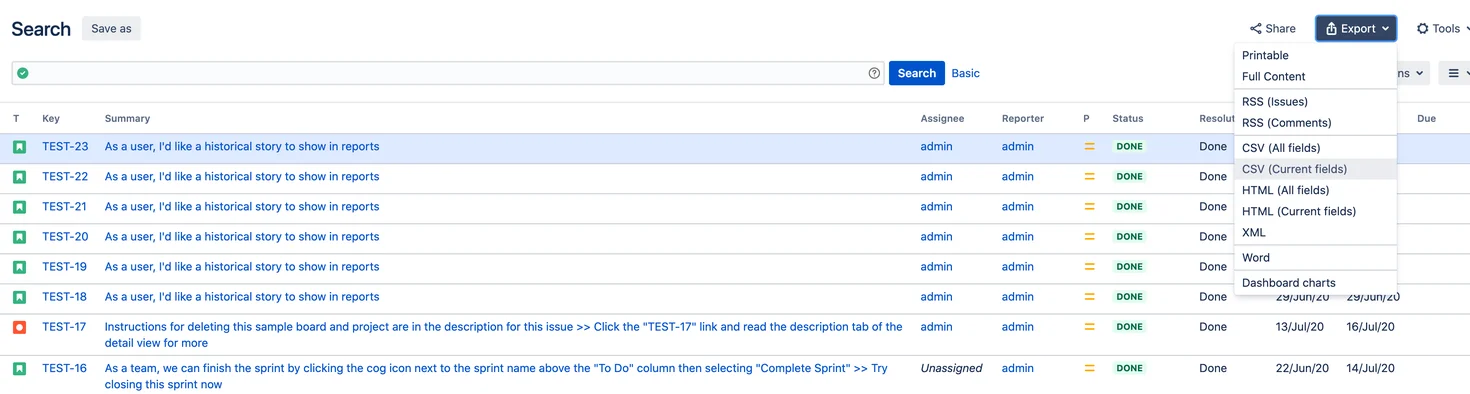 Search Save as Share Export Tools
Printable
Full Content
Search Basic ns
RSS (Issues)
RSS (Comments)
CSV (All fields)
CSV (Current fields)
HTML (All fields)
HTML (Current fields)
XML
Word
Dashboard charts
T Key Summary Assignee Reporter P Status Resolut Due
TEST-23 As a user, I'd like a historical story to show in reports admin admin DONE Done
TEST-22 As a user, I'd like a historical story to show in reports admin admin DONE Done
TEST-21 As a user, I'd like a historical story to show in reports admin admin DONE Done
TEST-20 As a user, I'd like a historical story to show in reports admin admin DONE Done
TEST-19 As a user, I'd like a historical story to show in reports admin admin DONE Done
TEST-18 As a user, I'd like a historical story to show in reports admin admin DONE Done 29/Jun/20 29/Jun/20
TEST-17 Instructions for deleting this sample board and project are in the description for this issue >> Click the "TEST-17" link and read the description tab of the admin admin DONE Done 13/Jul/20 16/Jul/20
detail view for more
TEST-16 As a team, we can finish the sprint by clicking the cog icon next to the sprint name above the "To Do" column then selecting "Complete Sprint" >> Try Unassigned admin DONE Done 22/Jun/20 14/Jul/20
closing this sprint now